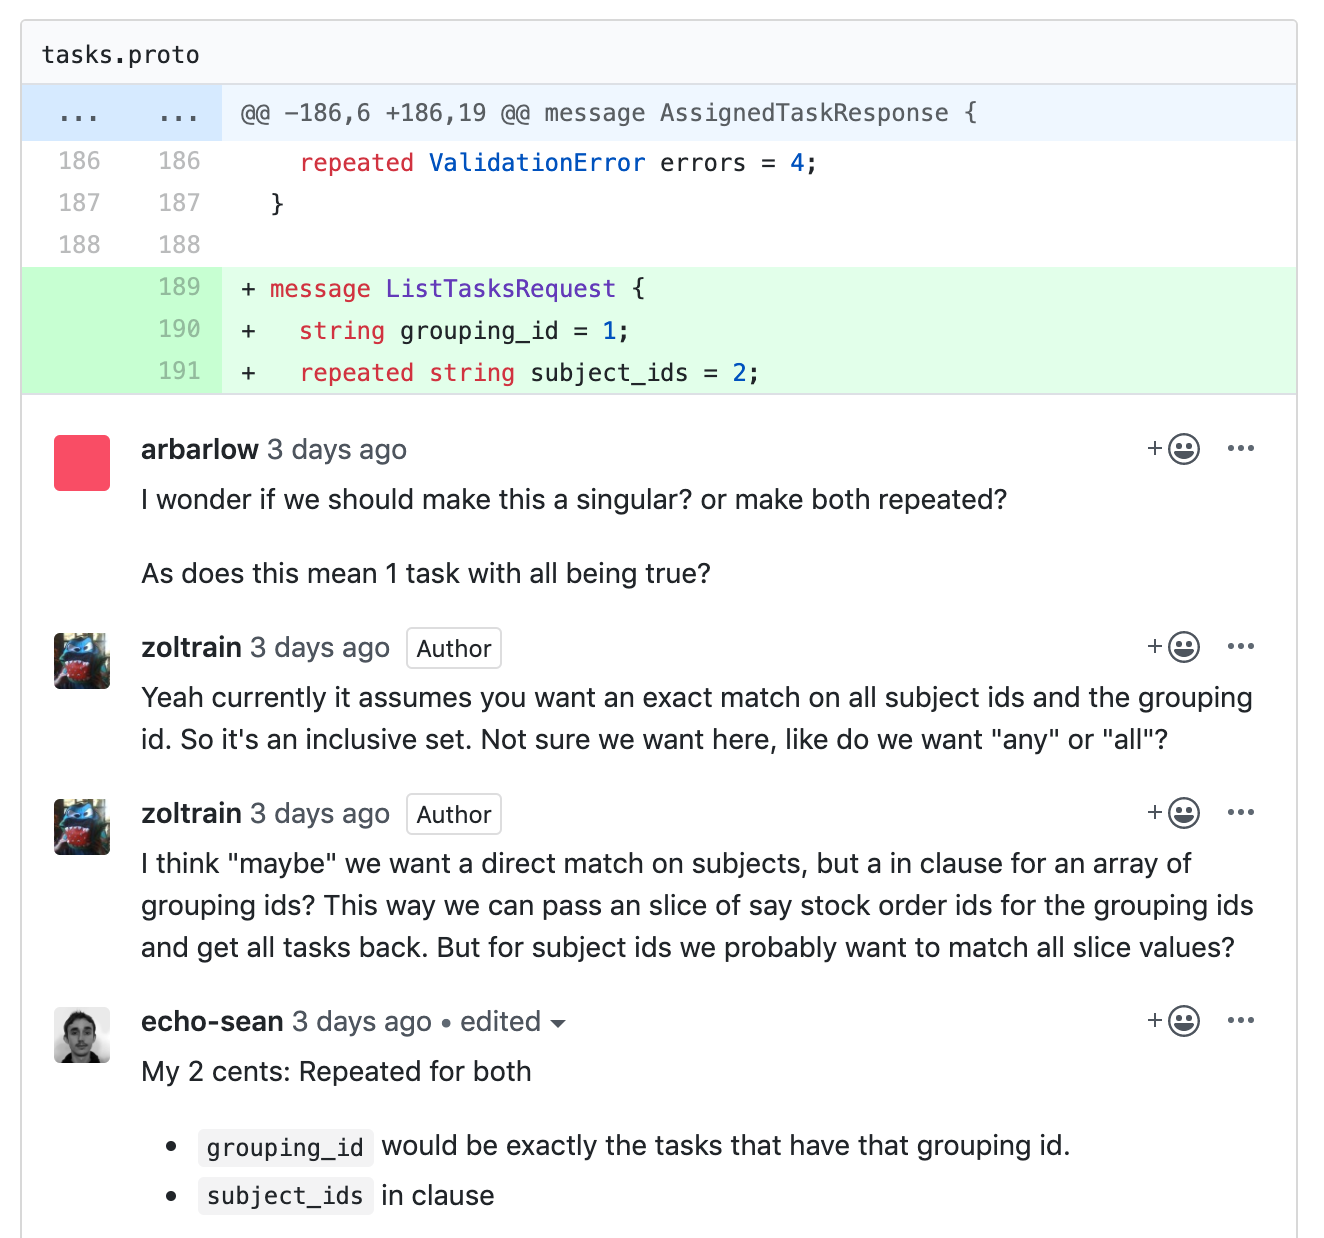 tasks.proto
... ... @@ -186,6 +186,19 @@ message AssignedTaskResponse {
186 186 repeated ValidationError errors = 4;
187 187 }
188 188
189 + message ListTasksRequest {
190 + string grouping_id = 1;
191 + repeated string subject_ids = 2;
arbarlow 3 days ago
I wonder if we should make this a singular? or make both repeated?
As does this mean 1 task with all being true?
zoltrain 3 days ago Author
Yeah currently it assumes you want an exact match on all subject ids and the grouping
id. So it's an inclusive set. Not sure we want here, like do we want "any" or "all"?
zoltrain 3 days ago Author
I think "maybe" we want a direct match on subjects, but a in clause for an array of
grouping ids? This way we can pass an slice of say stock order ids for the grouping ids
and get all tasks back. But for subject ids we probably want to match all slice values?
echo-sean 3 days ago • edited
My 2 cents: Repeated for both
• grouping_id would be exactly the tasks that have that grouping id.
• subject_ids in clause